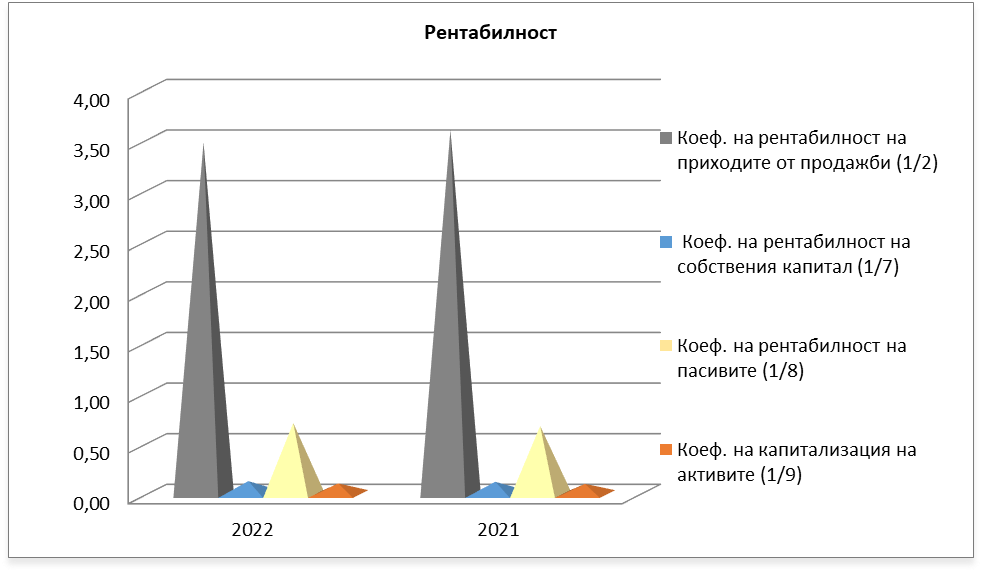 Рентабилност
4,00
3,50
3,00
2,50
2,00
1,50
1,00
0,50
0,00
2022
2021
Коеф. на рентабилност на
приходите от продажби (1/2)
Коеф. на рентабилност на
собствения капитал (1/7)
Коеф. на рентабилност на
пасивите (1/8)
Коеф. на капитализация на
активите (1/9)